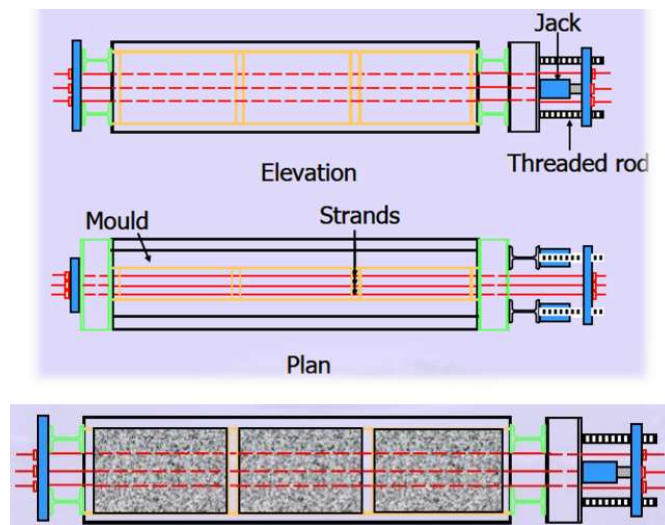 Jack
Threaded rod
Elevation
Mould
Strands
Plan